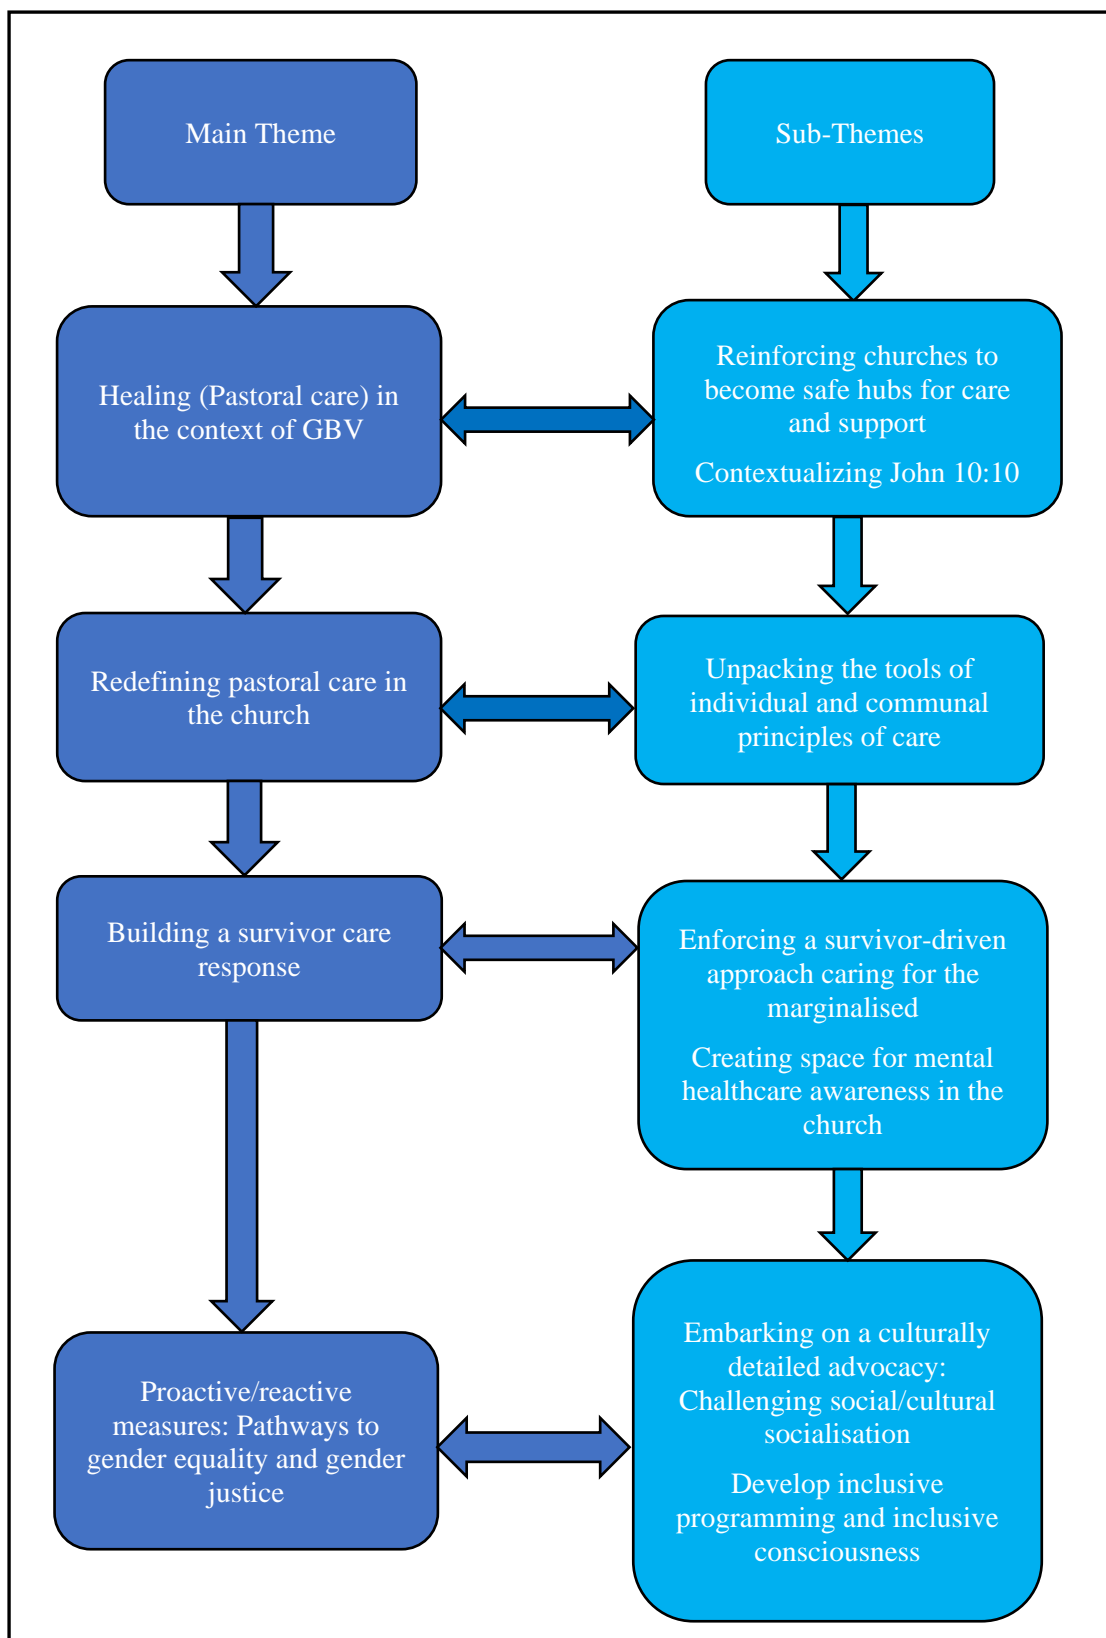 Main Theme
Sub-Themes
Healing (Pastoral care) in
the context of GBV
Reinforcing churches to
become safe hubs for care
and support
Contextualizing John 10:10
Redefining pastoral care in
the church
Unpacking the tools of
individual and communal
principles of care
Building a survivor care
response
Enforcing a survivor-driven
approach caring for the
marginalised
Creating space for mental
healthcare awareness in the
church
Proactive/reactive
measures: Pathways to
gender equality and gender
justice
Embarking on a culturally
detailed advocacy:
Challenging social/cultural
socialisation
Develop inclusive
programming and inclusive
consciousness